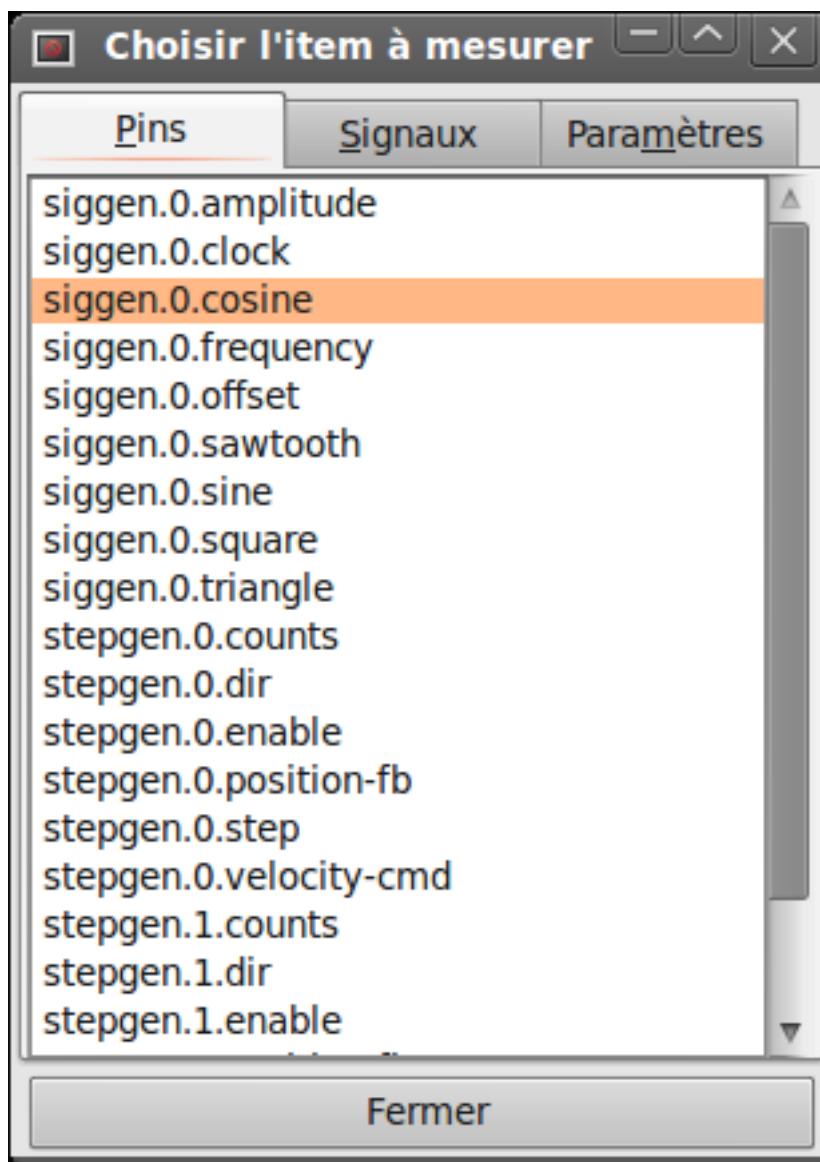 Choisir l'item à mesurer
Pins Signaux Paramètres
siggen.0.amplitude
siggen.0.clock
siggen.0.cosine
siggen.0.frequency
siggen.0.offset
siggen.0.sawtooth
siggen.0.sine
siggen.0.square
siggen.0.triangle
stepgen.0.counts
stepgen.0.dir
stepgen.0.enable
stepgen.0.position-fb
stepgen.0.step
stepgen.0.velocity-cmd
stepgen.1.counts
stepgen.1.dir
stepgen.1.enable
Fermer